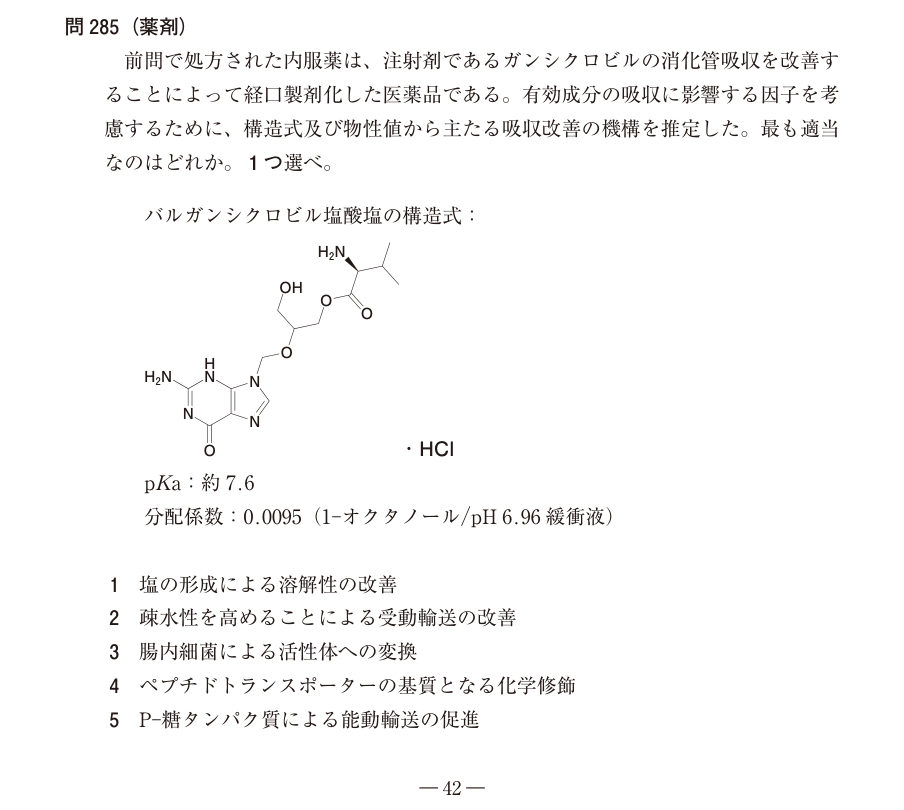 問 285（薬剤）
前問で処方された内服薬は、注射剤であるガンシクロビルの消化管吸収を改善す
ることによって経口製剤化した医薬品である。有効成分の吸収に影響する因子を考
慮するために、構造式及び物性値から主たる吸収改善の機構を推定した。最も適当
なのはどれか。1つ選べ。
バルガンシクロビル塩酸塩の構造式：
H₂N
OH
O
O
O
H
H₂N
N
N
N
N
O
・HCl
pKa：約 7.6
分配係数：0.0095（1-オクタノール/pH 6.96 緩衝液）
1 塩の形成による溶解性の改善
2 疎水性を高めることによる受動輸送の改善
3 腸内細菌による活性体への変換
4 ペプチドトランスポーターの基質となる化学修飾
5 P-糖タンパク質による能動輸送の促進
— 42 —